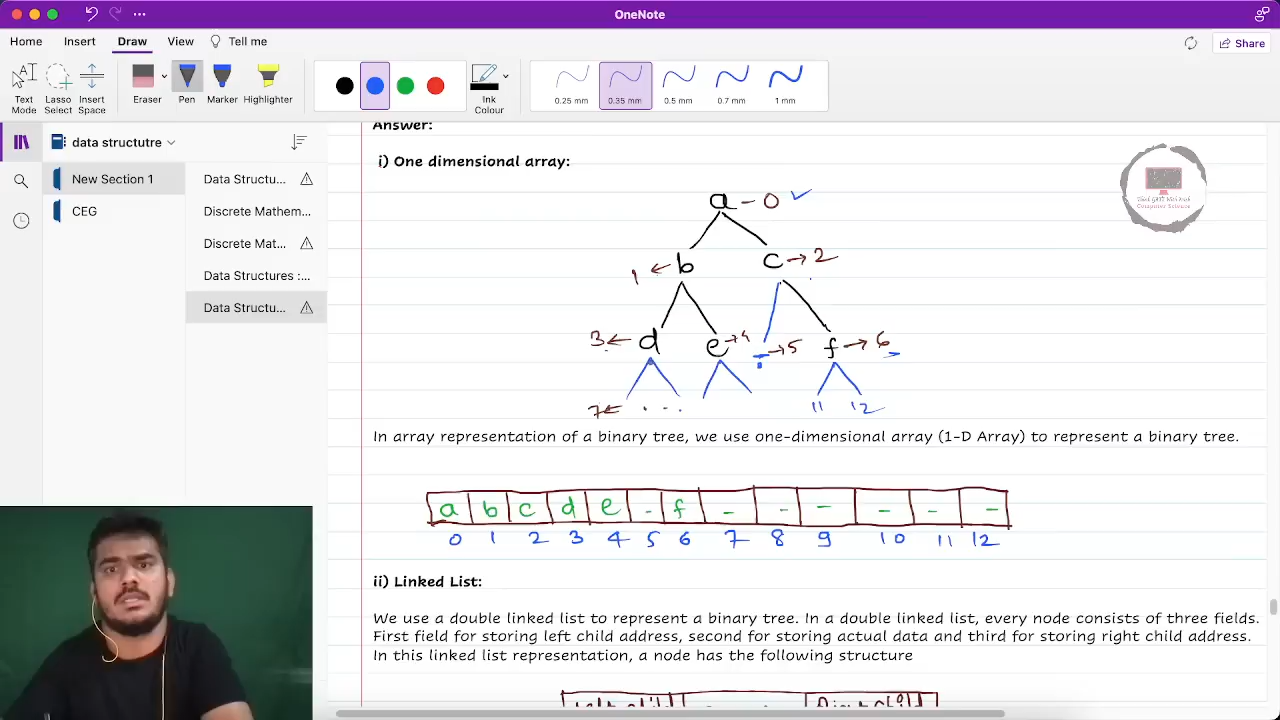 OneNote
Home Insert Draw View Tell me
Share
Text Mode
Lasso Select
Insert Space
Eraser
Pen
Marker
Highlighter
Ink Colour
0.25 mm
0.35 mm
0.5 mm
0.7 mm
1 mm
data structutre
New Section 1
CEG
Data Structu...
Discrete Mathem...
Discrete Mat...
Data Structures :...
Data Structu...
Answer:
i) One dimensional array:
a - 0
1 ← b c → 2
3 ← d e → 4 - → 5 f → 6
7 ← . . . . 11 12
In array representation of a binary tree, we use one-dimensional array (1-D Array) to represent a binary tree.
a b c d e - f - - - - - -
0 1 2 3 4 5 6 7 8 9 10 11 12
ii) Linked List:
We use a double linked list to represent a binary tree. In a double linked list, every node consists of three fields.
First field for storing left child address, second for storing actual data and third for storing right child address.
In this linked list representation, a node has the following structure
Computer Science